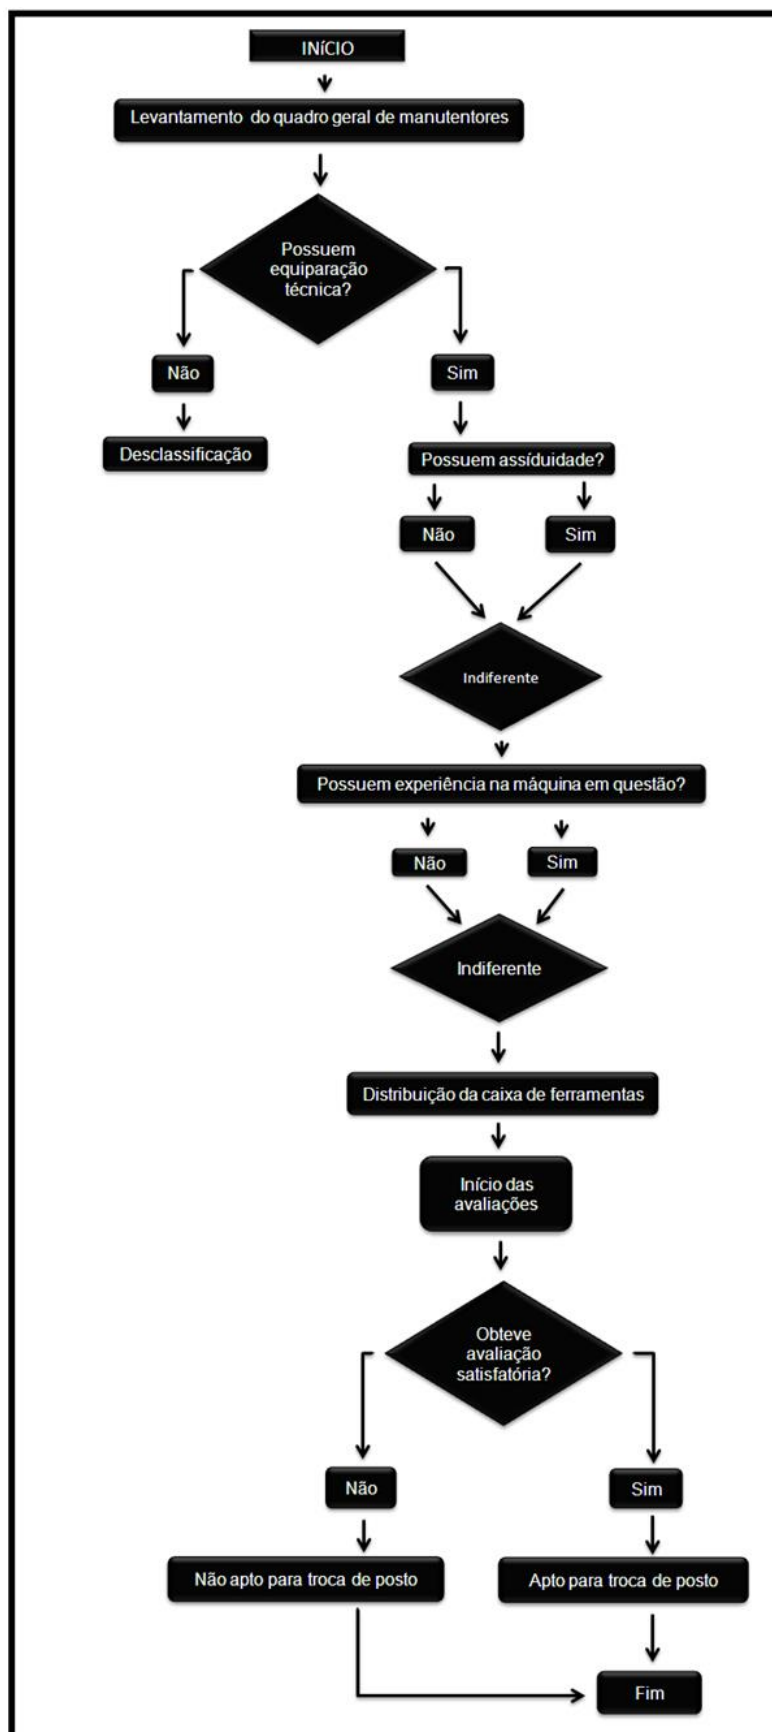 INíCIO
Levantamento do quadro geral de manutentores
Possuem
equiparação
técnica?
Não
Sim
Desclassificação
Possuem assíduidade?
Não
Sim
Indiferente
Possuem experiência na máquina em questão?
Não
Sim
Indiferente
Distribuição da caixa de ferramentas
Início das
avaliações
Obteve
avaliação
satisfatória?
Não
Sim
Não apto para troca de posto
Apto para troca de posto
Fim